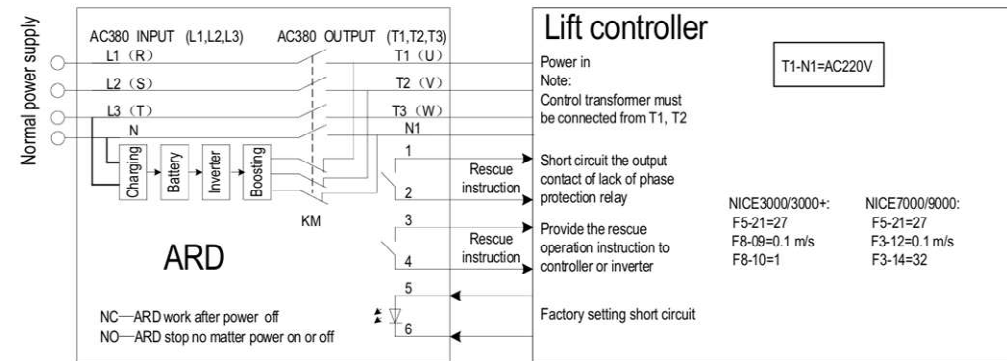 Normal power supply
AC380 INPUT (L1,L2,L3)
AC380 OUTPUT (T1,T2,T3)
L1 (R)
L2 (S)
L3 (T)
N
T1 (U)
T2 (V)
T3 (W)
N1
Charging
Battery
Inverter
Boosting
KM
ARD
NC—ARD work after power off
NO—ARD stop no matter power on or off
1
2
3
4
5
6
Rescue
instruction
Rescue
instruction
Lift controller
Power in
Note:
Control transformer must
be connected from T1, T2
Short circuit the output
contact of lack of phase
protection relay
Provide the rescue
operation instruction to
controller or inverter
Factory setting short circuit
T1-N1=AC220V
NICE3000/3000+:
F5-21=27
F8-09=0.1 m/s
F8-10=1
NICE7000/9000:
F5-21=27
F3-12=0.1 m/s
F3-14=32